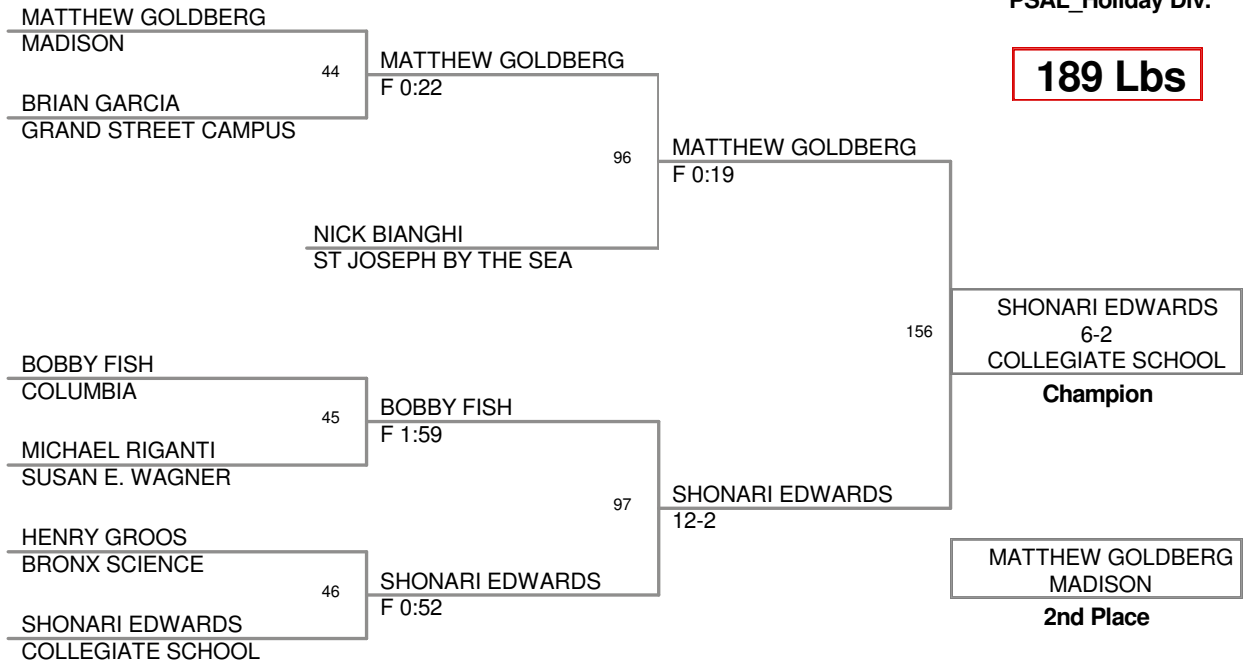 PSAL_Holiday Div.
189 Lbs
MATTHEW GOLDBERG
MADISON
44
BRIAN GARCIA
GRAND STREET CAMPUS
MATTHEW GOLDBERG
F 0:22
96
NICK BIANGHI
ST JOSEPH BY THE SEA
MATTHEW GOLDBERG
F 0:19
BOBBY FISH
COLUMBIA
45
MICHAEL RIGANTI
SUSAN E. WAGNER
BOBBY FISH
F 1:59
97
HENRY GROOS
BRONX SCIENCE
46
SHONARI EDWARDS
COLLEGIATE SCHOOL
SHONARI EDWARDS
F 0:52
SHONARI EDWARDS
12-2
156
SHONARI EDWARDS
6-2
COLLEGIATE SCHOOL
Champion
MATTHEW GOLDBERG
MADISON
2nd Place